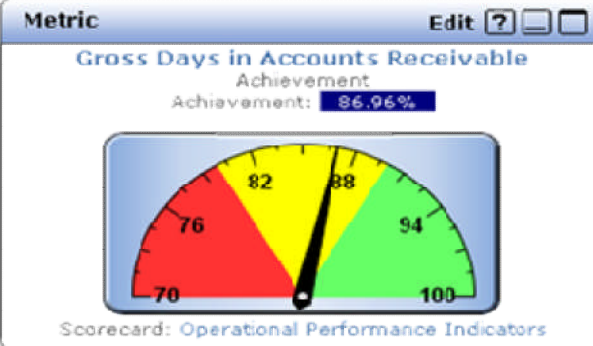 Metric Edit ?
Gross Days in Accounts Receivable
Achievement
Achievement: 86.96%
82 88
76 94
70 100
Scorecard: Operational Performance Indicators